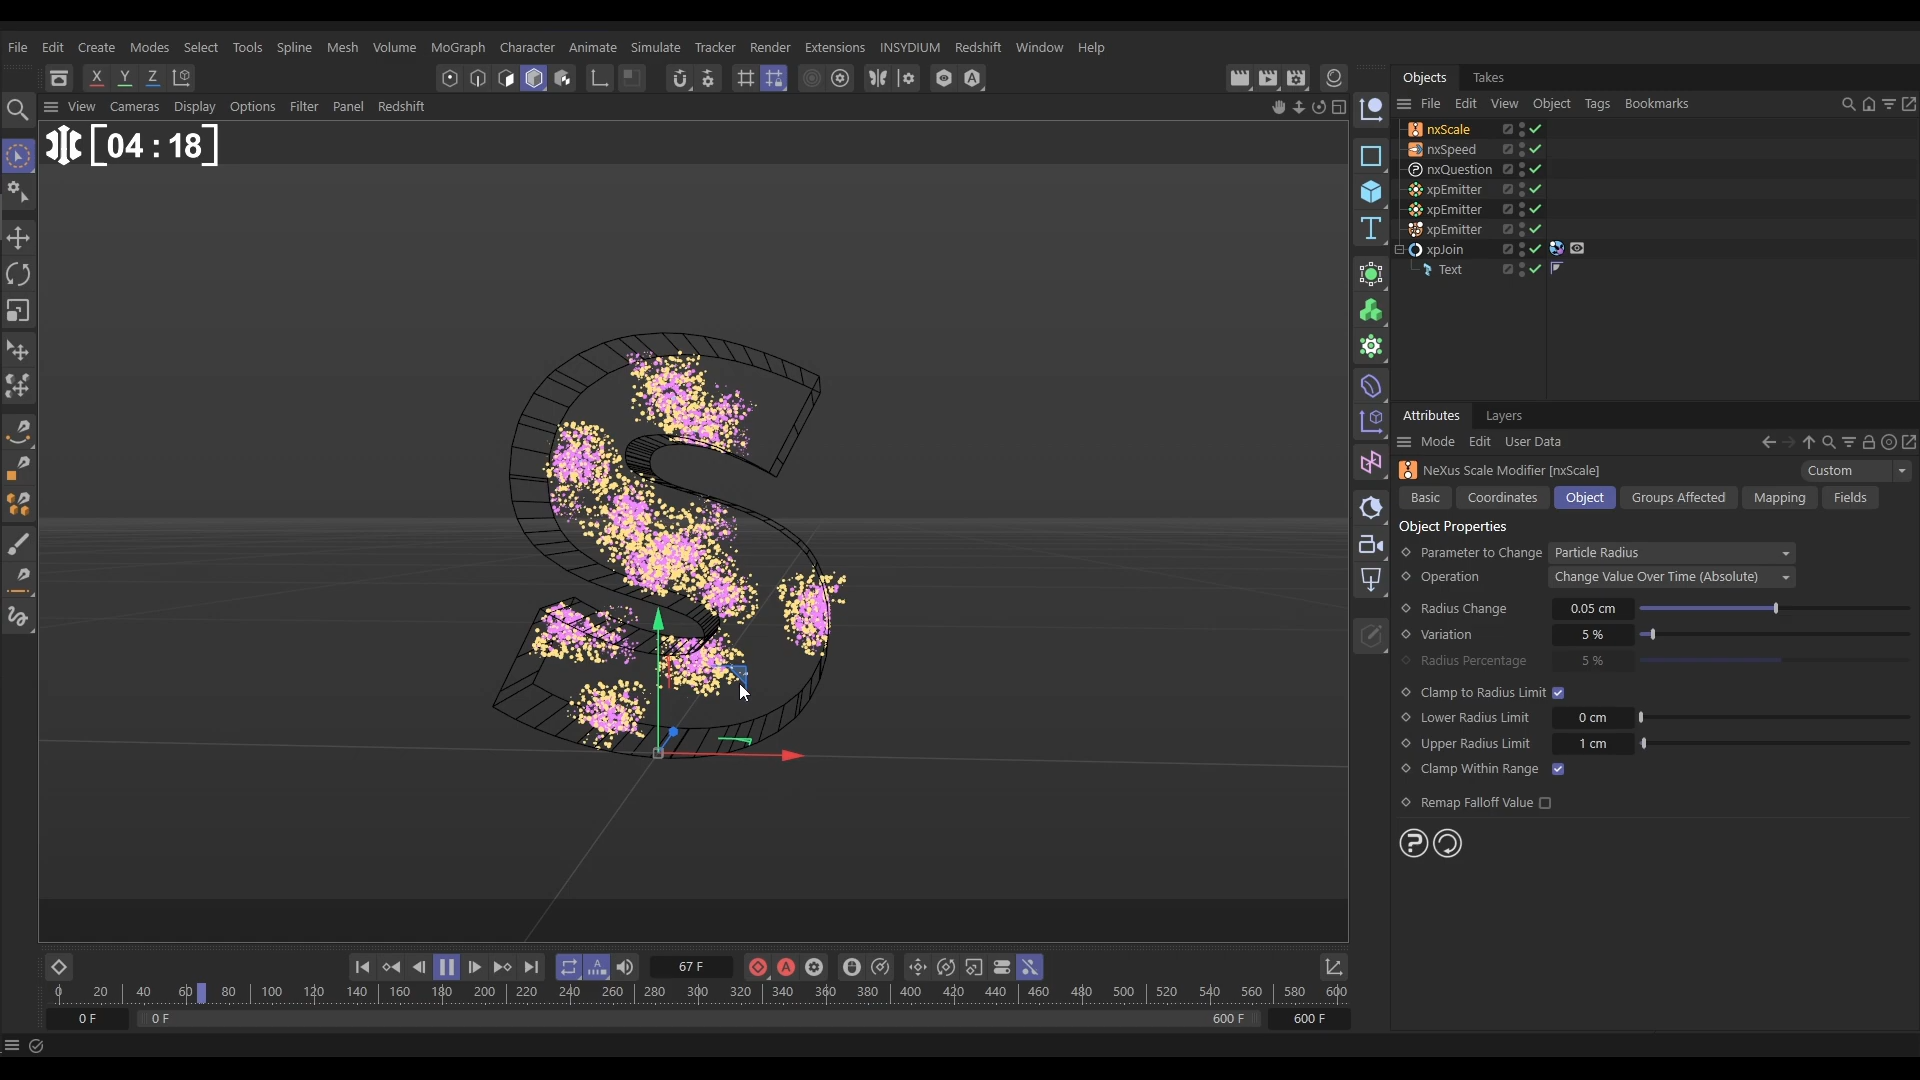 File Edit Create Modes Select Tools Spline Mesh Volume MoGraph Character Animate Simulate Tracker Render Extensions INSYDIUM Redshift Window Help
X Y Z
Objects Takes
View Cameras Display Options Filter Panel Redshift
File Edit View Object Tags Bookmarks
[04 : 18]
nxScale
nxSpeed
nxQuestion
xpEmitter
xpEmitter
xpEmitter
xpJoin
Text
Attributes Layers
Mode Edit User Data
NeXus Scale Modifier [nxScale] Custom
Basic Coordinates Object Groups Affected Mapping Fields
Object Properties
Parameter to Change Particle Radius
Operation Change Value Over Time (Absolute)
Radius Change 0.05 cm
Variation 5 %
Radius Percentage 5 %
Clamp to Radius Limit
Lower Radius Limit 0 cm
Upper Radius Limit 1 cm
Clamp Within Range
Remap Falloff Value
67 F
0 20 40 60 80 100 120 140 160 180 200 220 240 260 280 300 320 340 360 380 400 420 440 460 480 500 520 540 560 580 600
0 F 0 F 600 F 600 F